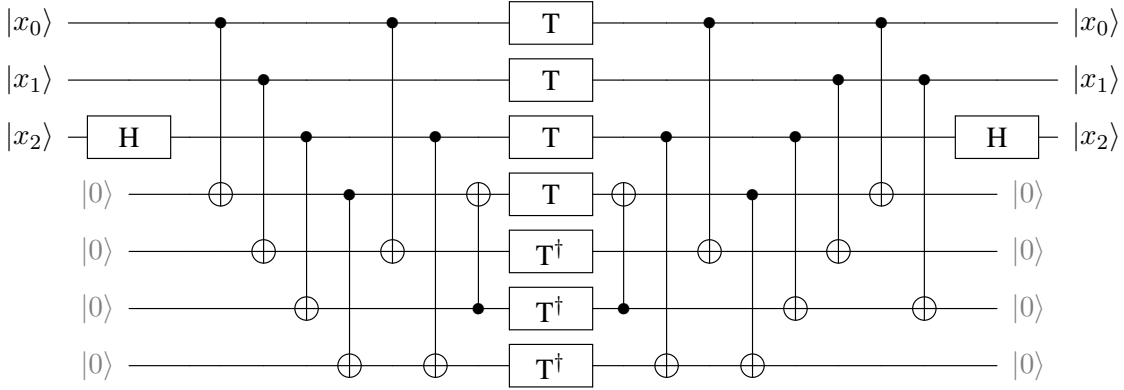 |x₀⟩ T |x₀⟩
|x₁⟩ T |x₁⟩
|x₂⟩ H T H |x₂⟩
|0⟩ T |0⟩
|0⟩ T† |0⟩
|0⟩ T† |0⟩
|0⟩ T† |0⟩